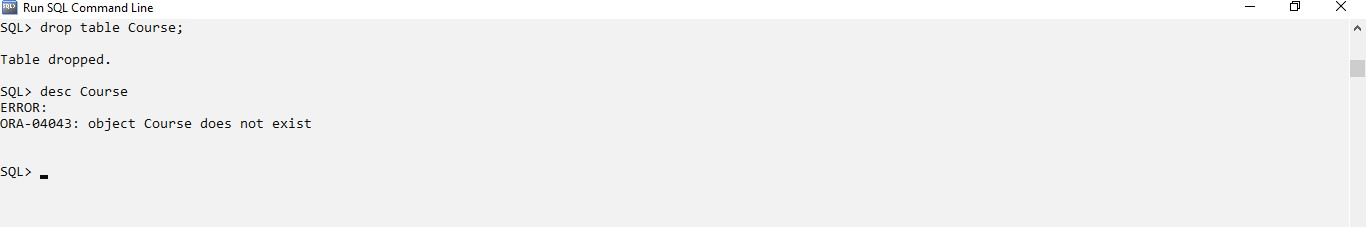 Run SQL Command Line
SQL> drop table Course;
Table dropped.
SQL> desc Course
ERROR:
ORA-04043: object Course does not exist
SQL>